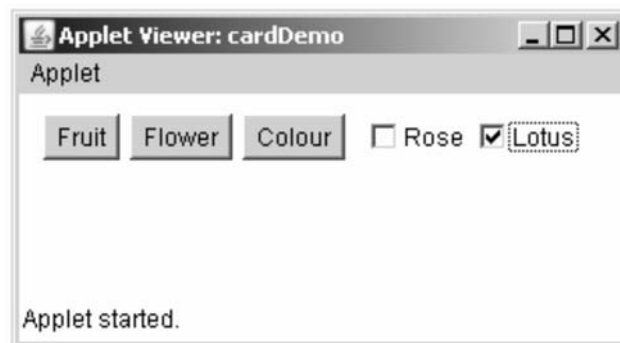 Applet Viewer: cardDemo
Applet
Fruit Flower Colour Rose Lotus
Applet started.